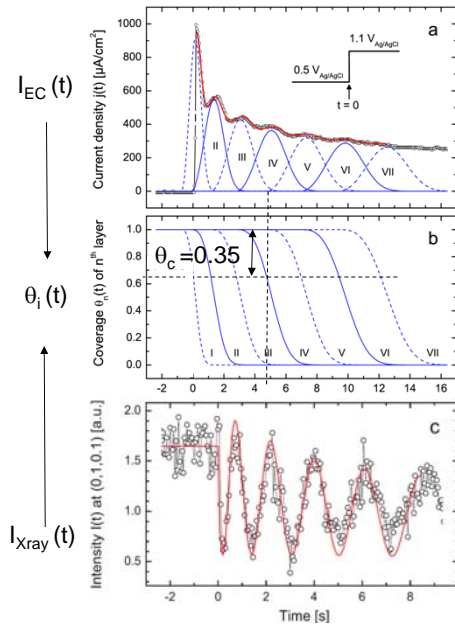 I_EC (t)
θ_i (t)
I_Xray (t)
Current density i(t) [µA/cm²]
1000
800
600
400
200
0
a
1.1 V_Ag/AgCl
0.5 V_Ag/AgCl
t = 0
II
III
IV
V
VI
VII
Coverage θ_n(t) of n^th layer
1.0
0.8
0.6
0.4
0.2
0.0
b
θ_c =0.35
I
II
III
IV
V
VI
VII
-2 0 2 4 6 8 10 12 14 16
Intensity I(t) at (0,1,0.1) [a.u.]
2.0
1.5
1.0
0.5
0.0
c
-2 0 2 4 6 8
Time [s]